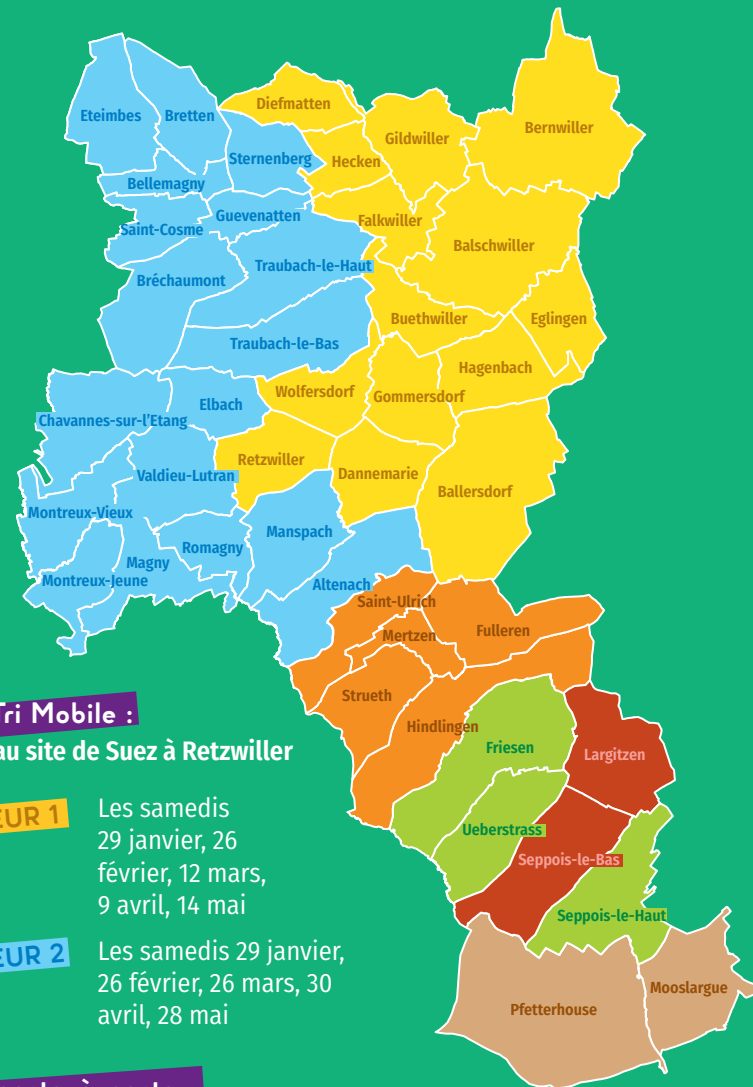 Eteimbes
Bretten
Diefmatten
Gildwiller
Bernwiller
Sternenberg
Hecken
Bellemagny
Guevenatten
Falkwiller
Saint-Cosme
Balschwiller
Traubach-le-Haut
Bréchaumont
Buethwiller
Eglingen
Traubach-le-Bas
Hagenbach
Wolfersdorf
Gommersdorf
Elbach
Chavannes-sur-l'Etang
Retzwiller
Dannemarie
Valdieu-Lutran
Ballersdorf
Montreux-Vieux
Manspach
Romagny
Magny
Montreux-Jeune
Altenach
Saint-Ulrich
Mertzen
Fulleren
Strueth
Hindlingen
Friesen
Largitzen
Ueberstrass
Seppois-le-Bas
Seppois-le-Haut
Mooslargue
Pfetterhouse
Tri Mobile :
au site de Suez à Retzwiller
EUR 1
Les samedis
29 janvier, 26
février, 12 mars,
9 avril, 14 mai
EUR 2
Les samedis 29 janvier,
26 février, 26 mars, 30
avril, 28 mai